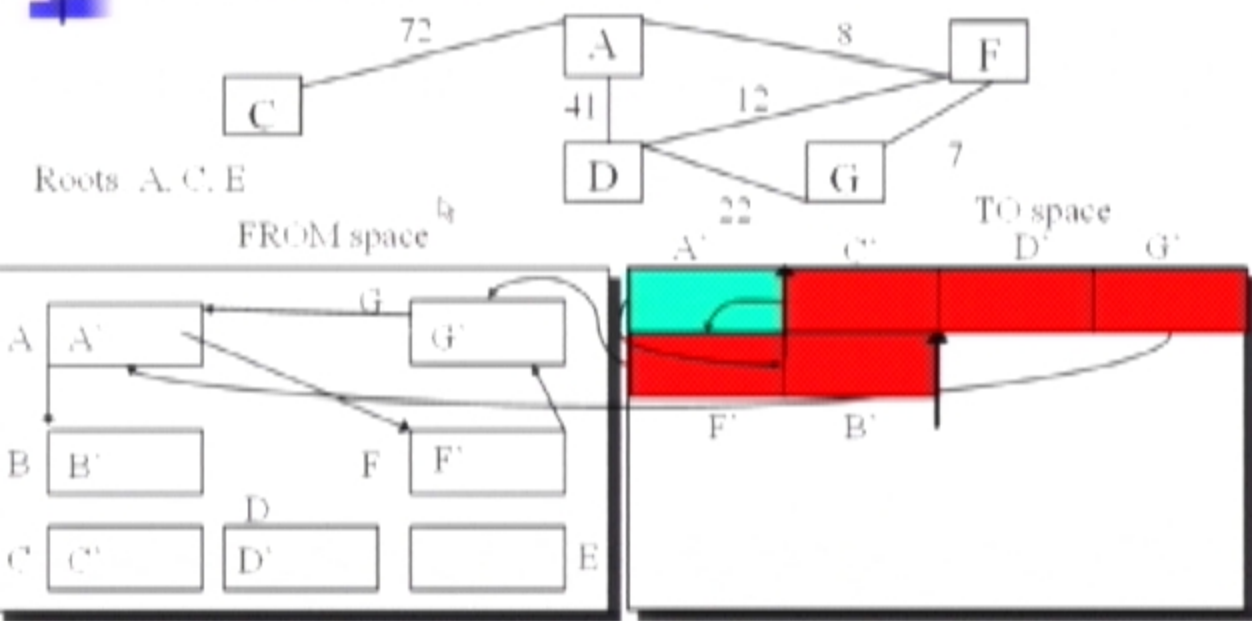 72
A
8
F
C
41
12
D
G
7
Roots A, C, E
22
TO space
FROM space
A'
C'
D'
G'
G
A
A'
G'
F'
B'
B
B'
F
F'
D
C
C'
D'
E